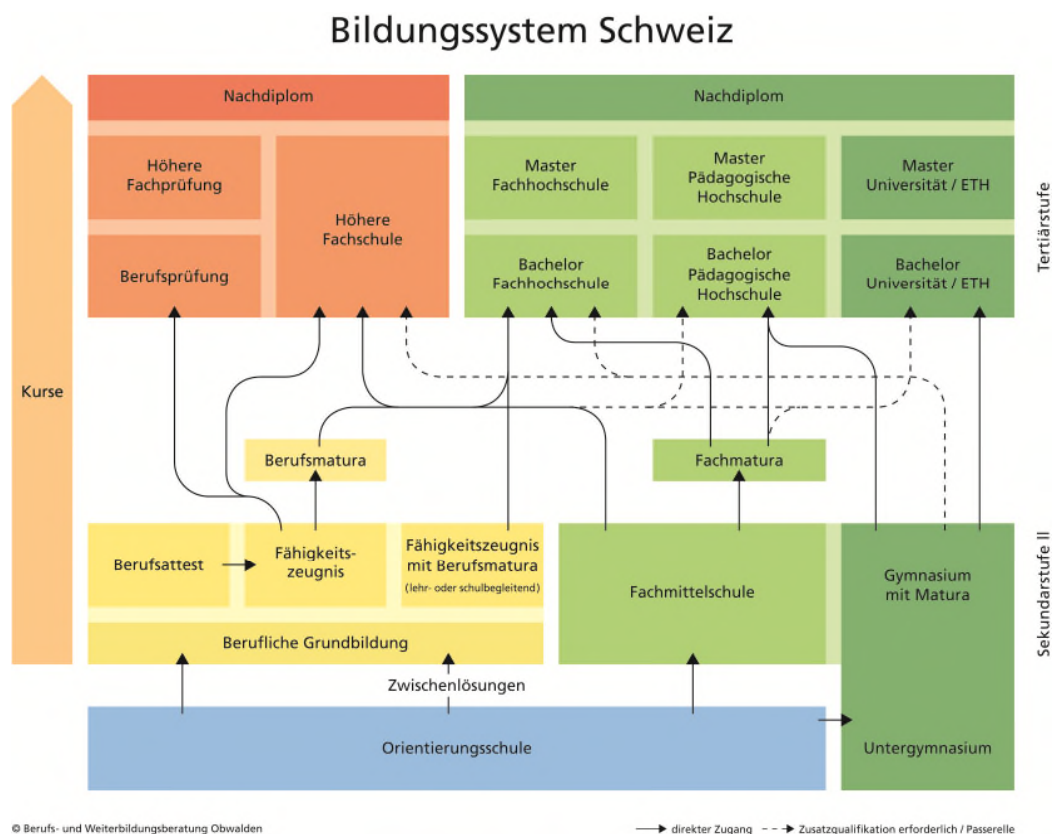 Bildungssystem Schweiz
Nachdiplom
Nachdiplom
Höhere
Fachprüfung
Höhere
Fachschule
Master
Fachhochschule
Master
Pädagogische
Hochschule
Master
Universität / ETH
Berufsprüfung
Bachelor
Fachhochschule
Bachelor
Pädagogische
Hochschule
Bachelor
Universität / ETH
Tertiärstufe
Kurse
Berufsmatura
Fachmatura
Berufsattest
Fähigkeits-
zeugnis
Fähigkeitszeugnis
mit Berufsmatura
(lehr- oder schulbegleitend)
Fachmittelschule
Gymnasium
mit Matura
Sekundarstufe II
Berufliche Grundbildung
Zwischenlösungen
Orientierungsschule
Untergymnasium
© Berufs- und Weiterbildungsberatung Obwalden
direkter Zugang
Zusatzqualifikation erforderlich / Passerelle